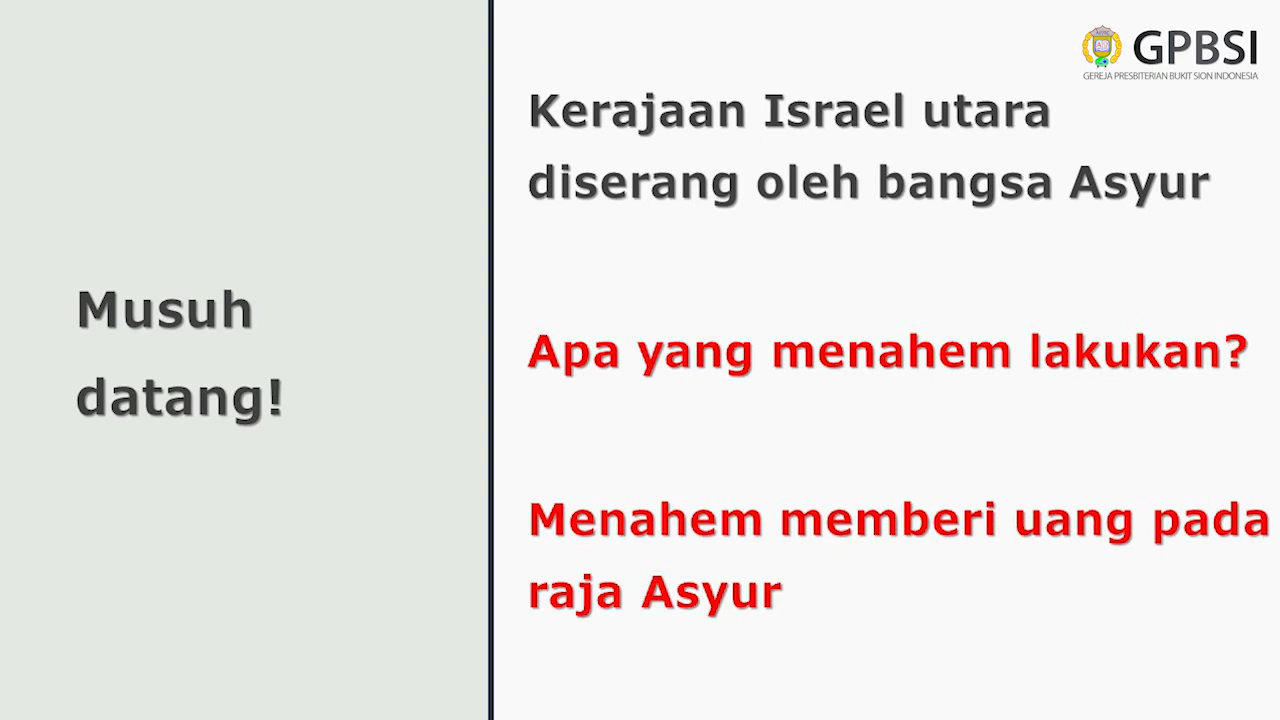 Musuh
datang!
GPBSI
GEREJA PRESBITERIAN BUKIT SION INDONESIA
Kerajaan Israel utara
diserang oleh bangsa Asyur
Apa yang menahem lakukan?
Menahem memberi uang pada
raja Asyur